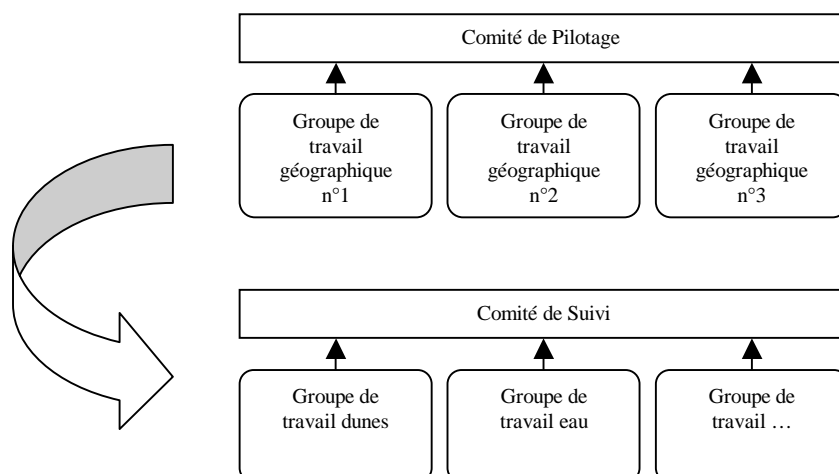 Comité de Pilotage
Groupe de
travail
géographique
n°1
Groupe de
travail
géographique
n°2
Groupe de
travail
géographique
n°3
Comité de Suivi
Groupe de
travail dunes
Groupe de
travail eau
Groupe de
travail …